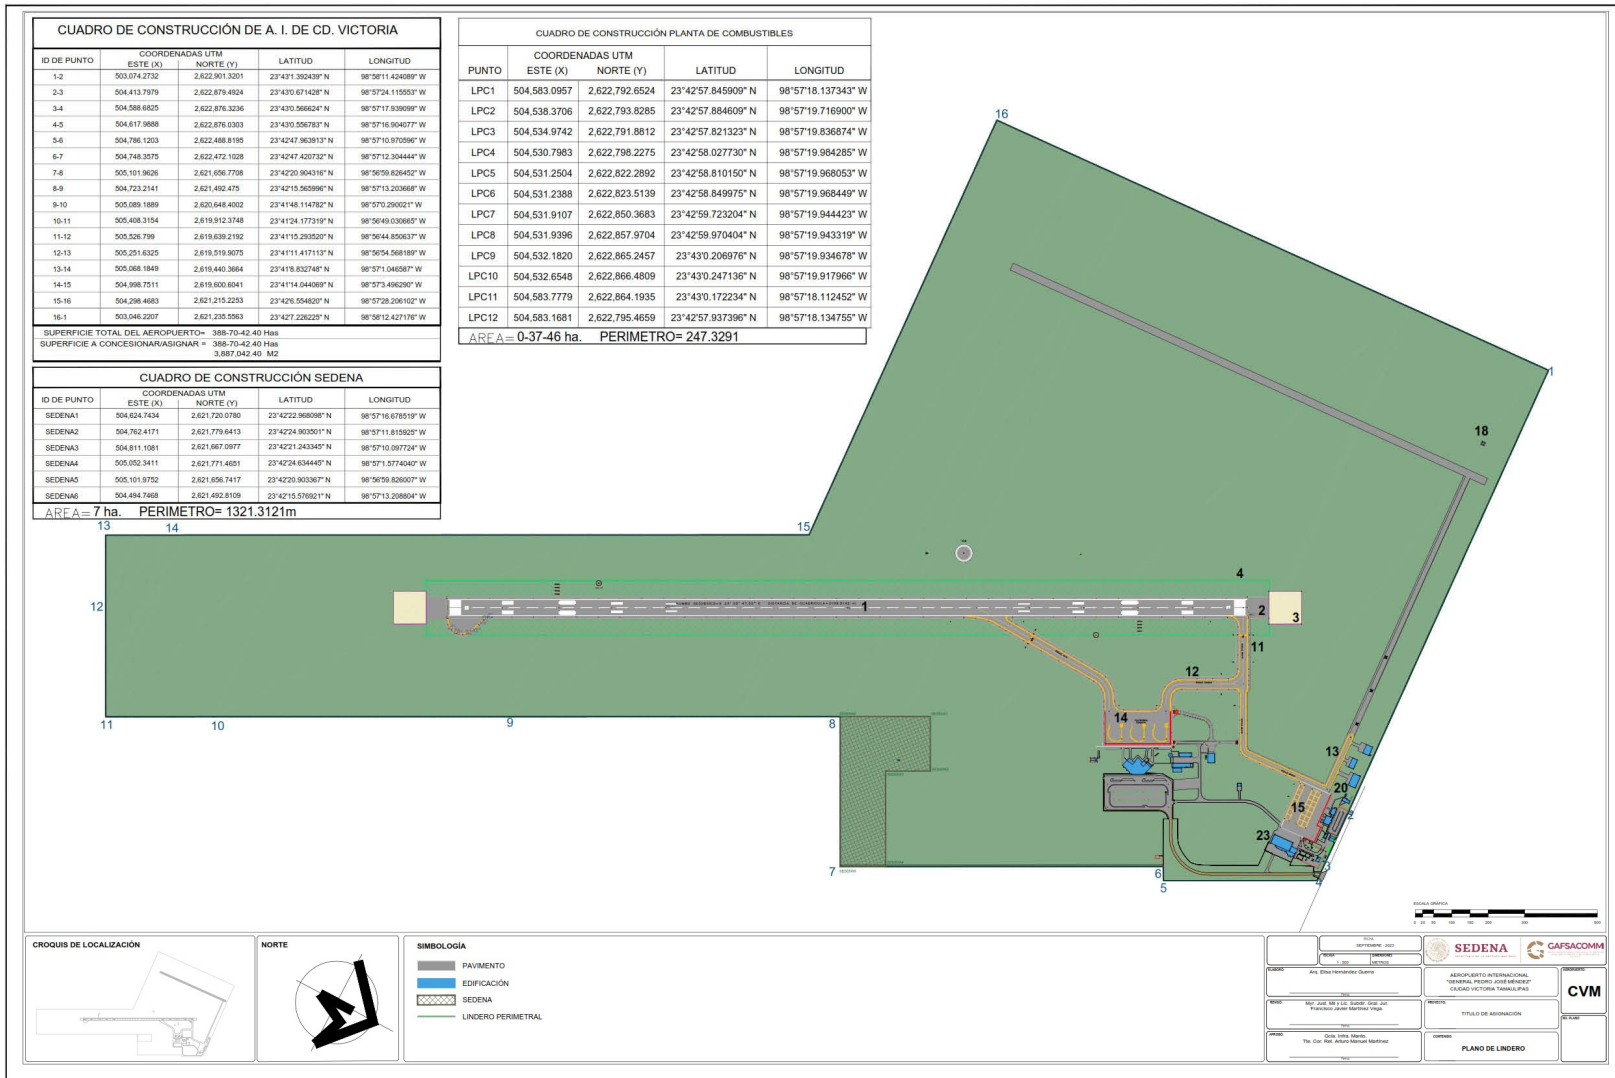 CUADRO DE CONSTRUCCIÓN DE A. I. DE CD. VICTORIA
ID DE PUNTO COORDENADAS UTM ESTE (X) NORTE (Y) LATITUD LONGITUD
1-2 503,074.2732 2,622,901.3201 23°43'1.392439" N 98°58'11.424089" W
2-3 504,413.7979 2,622,879.4924 23°43'0.671428" N 98°57'24.115553" W
3-4 504,588.6825 2,622,876.3236 23°43'0.566624" N 98°57'17.939099" W
4-5 504,617.9888 2,622,876.0303 23°43'0.556783" N 98°57'16.904077" W
5-6 504,786.1203 2,622,488.8195 23°42'47.963913" N 98°57'10.970596" W
6-7 504,748.3575 2,622,472.1028 23°42'47.420732" N 98°57'12.304444" W
7-8 505,101.9626 2,621,656.7708 23°42'20.904316" N 98°56'59.826452" W
8-9 504,723.2141 2,621,492.475 23°42'15.565996" N 98°57'13.203668" W
9-10 505,089.1889 2,620,648.4002 23°41'48.114782" N 98°57'0.290021" W
10-11 505,408.3154 2,619,912.3748 23°41'24.177319" N 98°56'49.030665" W
11-12 505,526.799 2,619,639.2192 23°41'15.293520" N 98°56'44.850637" W
12-13 505,251.6325 2,619,519.9075 23°41'11.417113" N 98°56'54.568189" W
13-14 505,068.1849 2,619,440.3664 23°41'8.832748" N 98°57'1.046587" W
14-15 504,998.7511 2,619,600.6041 23°41'14.044069" N 98°57'3.496290" W
15-16 504,298.4683 2,621,215.2253 23°42'6.554820" N 98°57'28.206102" W
16-1 503,046.2207 2,621,235.5563 23°42'7.226225" N 98°58'12.427176" W
SUPERFICIE TOTAL DEL AEROPUERTO= 388-70-42.40 Has
SUPERFICIE A CONCESIONAR/ASIGNAR = 388-70-42.40 Has
3,887,042.40 M2
CUADRO DE CONSTRUCCIÓN PLANTA DE COMBUSTIBLES
PUNTO COORDENADAS UTM ESTE (X) NORTE (Y) LATITUD LONGITUD
LPC1 504,583.0957 2,622,792.6524 23°42'57.845909" N 98°57'18.137343" W
LPC2 504,538.3706 2,622,793.8285 23°42'57.884609" N 98°57'19.716900" W
LPC3 504,534.9742 2,622,791.8812 23°42'57.821323" N 98°57'19.836874" W
LPC4 504,530.7983 2,622,798.2275 23°42'58.027730" N 98°57'19.984285" W
LPC5 504,531.2504 2,622,822.2892 23°42'58.810150" N 98°57'19.968053" W
LPC6 504,531.2388 2,622,823.5139 23°42'58.849975" N 98°57'19.968449" W
LPC7 504,531.9107 2,622,850.3683 23°42'59.723204" N 98°57'19.944423" W
LPC8 504,531.9396 2,622,857.9704 23°42'59.970404" N 98°57'19.943319" W
LPC9 504,532.1820 2,622,865.2457 23°43'0.206976" N 98°57'19.934678" W
LPC10 504,532.6548 2,622,866.4809 23°43'0.247136" N 98°57'19.917966" W
LPC11 504,583.7779 2,622,864.1935 23°43'0.172234" N 98°57'18.112452" W
LPC12 504,583.1681 2,622,795.4659 23°42'57.937396" N 98°57'18.134755" W
AREA= 0-37-46 ha. PERIMETRO= 247.3291
CUADRO DE CONSTRUCCIÓN SEDENA
ID DE PUNTO COORDENADAS UTM ESTE (X) NORTE (Y) LATITUD LONGITUD
SEDENA1 504,624.7434 2,621,720.0780 23°42'22.968098" N 98°57'16.678519" W
SEDENA2 504,762.4171 2,621,779.6413 23°42'24.903501" N 98°57'11.815925" W
SEDENA3 504,811.1081 2,621,667.0977 23°42'21.243345" N 98°57'10.097724" W
SEDENA4 505,052.3411 2,621,771.4651 23°42'24.634445" N 98°57'1.5774040" W
SEDENA5 505,101.9752 2,621,656.7417 23°42'20.903367" N 98°56'59.826007" W
SEDENA6 504,494.7468 2,621,492.8109 23°42'15.576921" N 98°57'13.208804" W
AREA= 7 ha. PERIMETRO= 1321.3121m
16
1
18
13
14
15
4
12
1
2
3
11
12
14
11
10
9
8
13
20
15
2
23
3
7
6
4
5
ESCALA GRÁFICA
CROQUIS DE LOCALIZACIÓN
NORTE
SIMBOLOGÍA
PAVIMENTO
EDIFICACIÓN
SEDENA
LINDERO PERIMETRAL
SEPTIEMBRE - 2023
METROS
Arq. Elisa Hernández Guerra
Francisco Javier Martínez Vega.
Tte. Cor. Ret. Arturo Manuel Martínez
SEDENA
GAFSACOMM
AEROPUERTO INTERNACIONAL
"GENERAL PEDRO JOSÉ MÉNDEZ"
CIUDAD VICTORIA TAMAULIPAS
TITULO DE ASIGNACIÓN
PLANO DE LINDERO
CVM